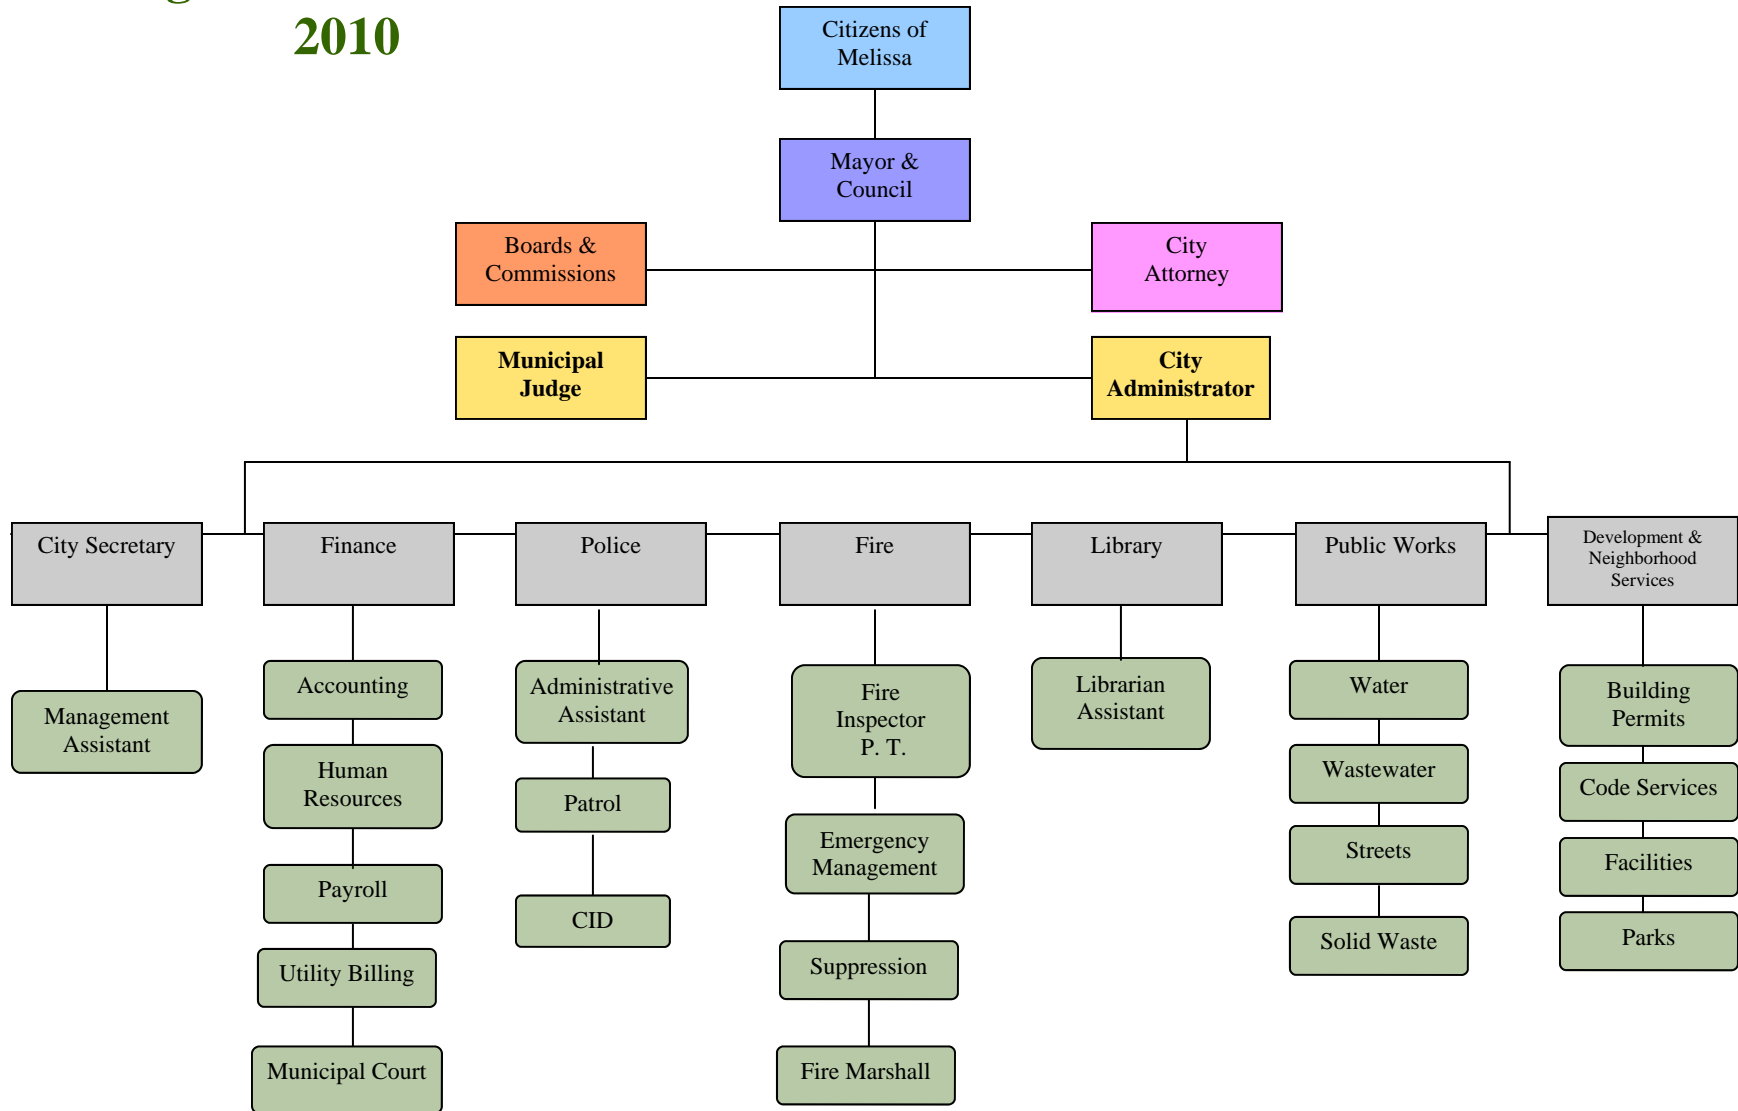 2010
Citizens of
Melissa
Mayor &
Council
Boards &
Commissions
City
Attorney
Municipal
Judge
City
Administrator
City Secretary
Finance
Police
Fire
Library
Public Works
Development &
Neighborhood
Services
Management
Assistant
Accounting
Human
Resources
Payroll
Utility Billing
Municipal Court
Administrative
Assistant
Patrol
CID
Fire
Inspector
P. T.
Emergency
Management
Suppression
Fire Marshall
Librarian
Assistant
Water
Wastewater
Streets
Solid Waste
Building
Permits
Code Services
Facilities
Parks